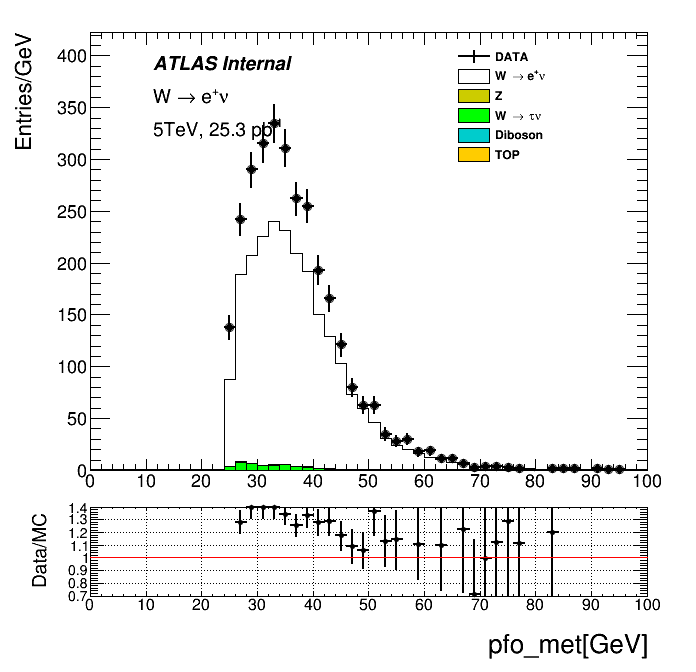 Entries/GeV
400
350
300
250
200
150
100
50
0
ATLAS Internal
W → e⁺ν
5TeV, 25.3 pb
DATA
W → e⁺ν
Z
W → τν
Diboson
TOP
0 10 20 30 40 50 60 70 80 90 100
Data/MC
1.4
1.3
1.2
1.1
1
0.9
0.8
0.7
0 10 20 30 40 50 60 70 80 90 100
pfo_met[GeV]